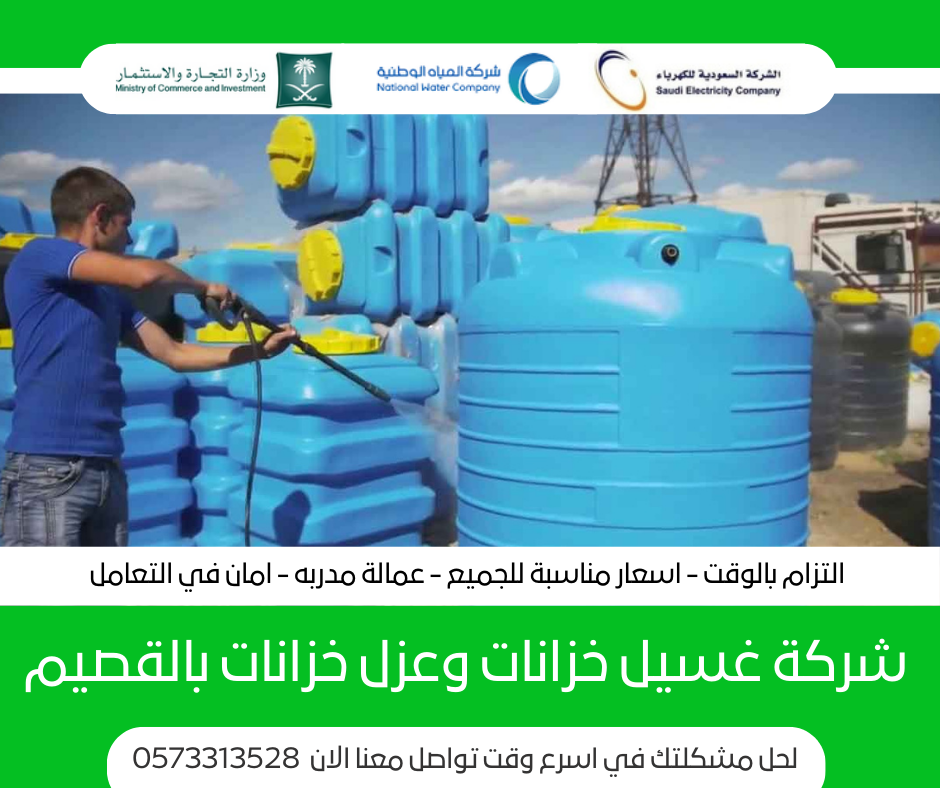 وزارة التجارة والاستثمار
Ministry of Commerce and Investment
شركة المياه الوطنية
National Water Company
الشركة السعودية للكهرباء
Saudi Electricity Company
التزام بالوقت - اسعار مناسبة للجميع - عمالة مدربه - امان في التعامل
شركة غسيل خزانات وعزل خزانات بالقصيم
لحل مشكلتك في اسرع وقت تواصل معنا الان 0573313528